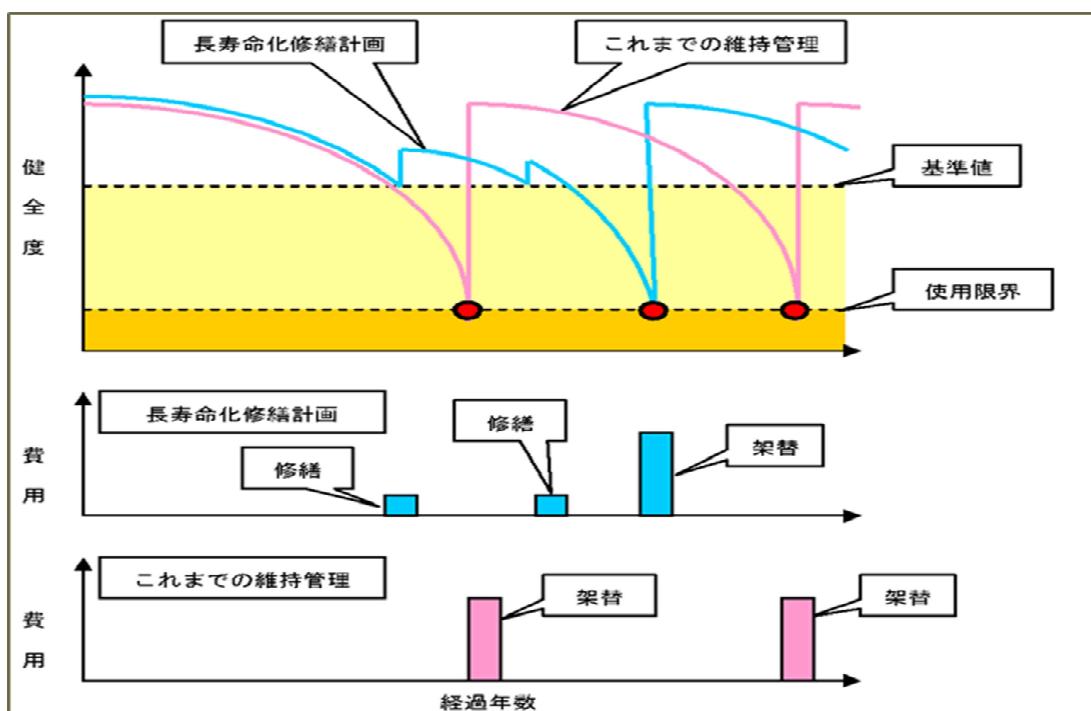 長寿命化修繕計画
これまでの維持管理
健全度
基準値
使用限界
長寿命化修繕計画
修繕
修繕
架替
費用
これまでの維持管理
架替
架替
費用
経過年数